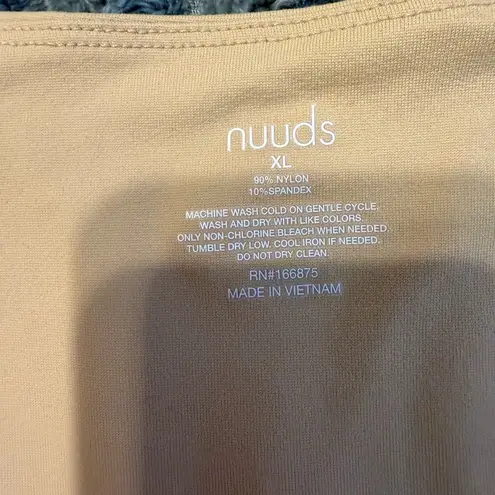 nuuds
XL
90% NYLON
10%SPANDEX
MACHINE WASH COLD ON GENTLE CYCLE.
WASH AND DRY WITH LIKE COLORS.
ONLY NON-CHLORINE BLEACH WHEN NEEDED.
TUMBLE DRY LOW. COOL IRON IF NEEDED.
DO NOT DRY CLEAN.
RN#166875
MADE IN VIETNAM